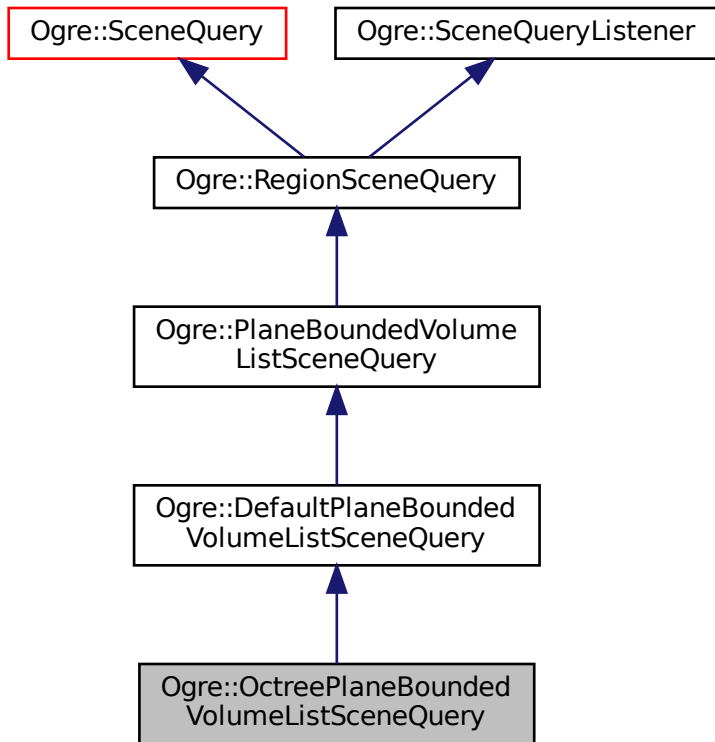 Ogre::SceneQuery
Ogre::SceneQueryListener
Ogre::RegionSceneQuery
Ogre::PlaneBoundedVolume
ListSceneQuery
Ogre::DefaultPlaneBounded
VolumeListSceneQuery
Ogre::OctreePlaneBounded
VolumeListSceneQuery